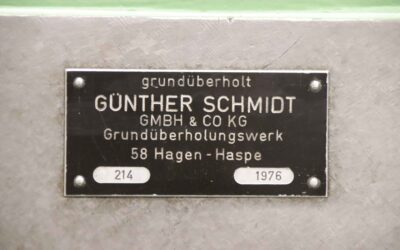 grundüberholt
GÜNTHER SCHMIDT
GMBH & CO KG
Grundüberholungswerk
58 Hagen-Haspe
214 1976